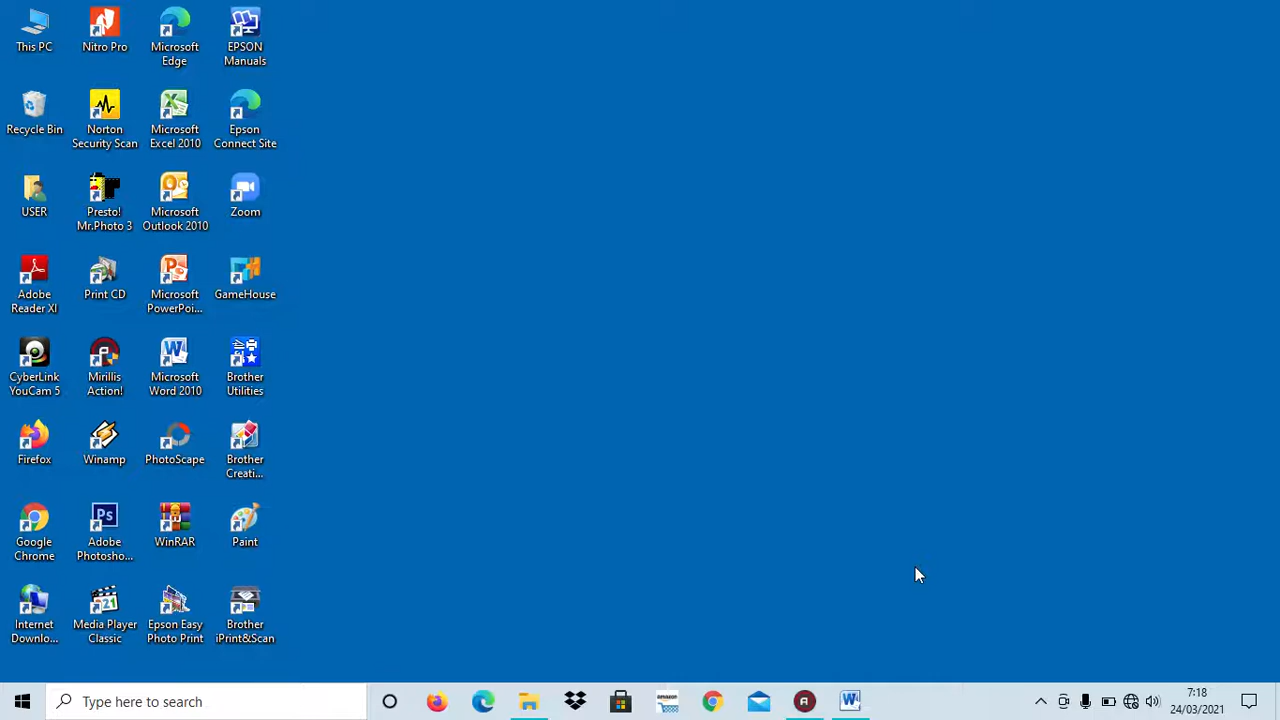 This PC
Nitro Pro
Microsoft
Edge
EPSON
Manuals
Recycle Bin
Norton
Security Scan
Microsoft
Excel 2010
Epson
Connect Site
USER
Presto!
Mr.Photo 3
Microsoft
Outlook 2010
Zoom
Adobe
Reader XI
Print CD
Microsoft
PowerPoi...
GameHouse
CyberLink
YouCam 5
Mirillis
Action!
Microsoft
Word 2010
Brother
Utilities
Firefox
Winamp
PhotoScape
Brother
Creati...
Google
Chrome
Ps
Adobe
Photosho...
WinRAR
Paint
Internet
Downlo...
21
Media Player
Classic
Epson Easy
Photo Print
Brother
iPrint&Scan
Type here to search
amazon
7:18
24/03/2021